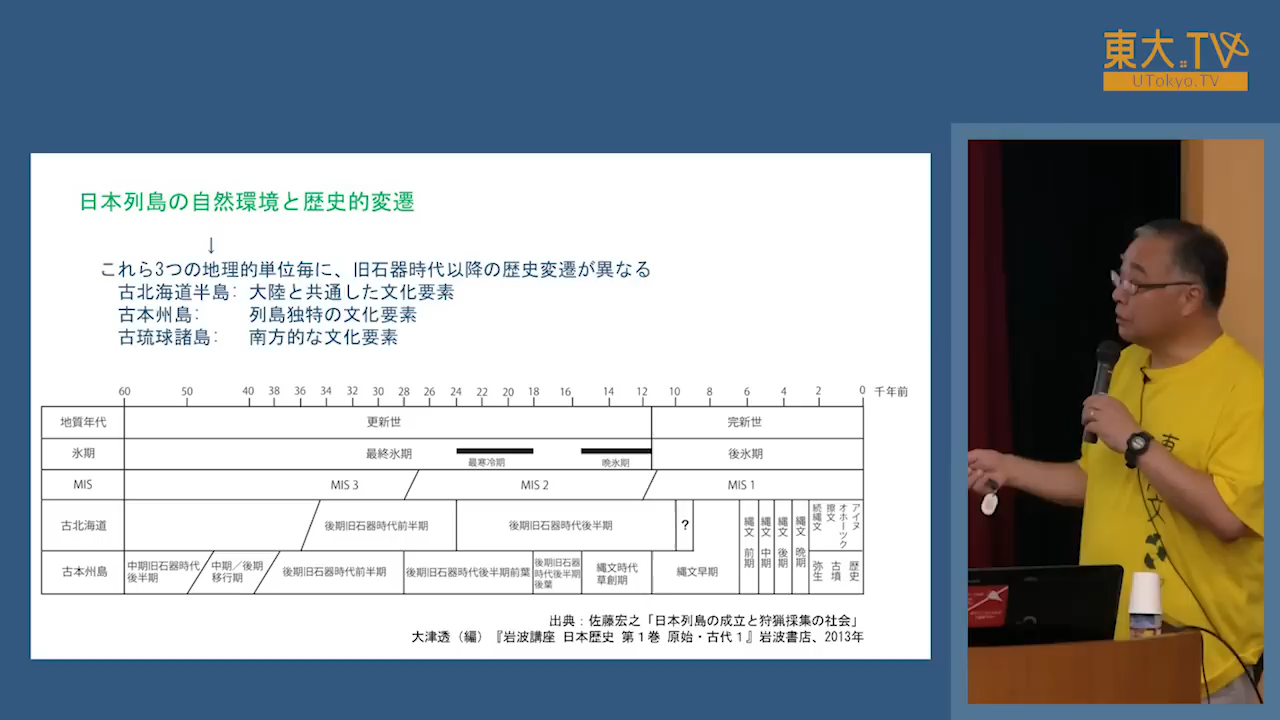 東大.TV
UTokyo.TV
日本列島の自然環境と歴史的変遷
↓
これら3つの地理的単位毎に、旧石器時代以降の歴史変遷が異なる
古北海道半島: 大陸と共通した文化要素
古本州島: 列島独特の文化要素
古琉球諸島: 南方的な文化要素
60 50 40 38 36 34 32 30 28 26 24 22 20 18 16 14 12 10 8 6 4 2 0 千年前
地質年代 更新世 完新世
氷期 最終氷期 最寒冷期 晩氷期 後氷期
MIS MIS 3 MIS 2 MIS 1
古北海道 後期旧石器時代前半期 後期旧石器時代後半期 ? 縄文 前期 縄文 中期 縄文 後期 縄文 晩期 続縄文 擦文 オホーツク アイヌ
古本州島 中期旧石器時代後半期 中期/後期移行期 後期旧石器時代前半期 後期旧石器時代後半期前葉 後期旧石器時代後半期後葉 縄文時代草創期 縄文早期 弥生 古墳 歴史
出典:佐藤宏之「日本列島の成立と狩猟採集の社会」
大津透(編)『岩波講座 日本歴史 第1巻 原始・古代1』岩波書店、2013年